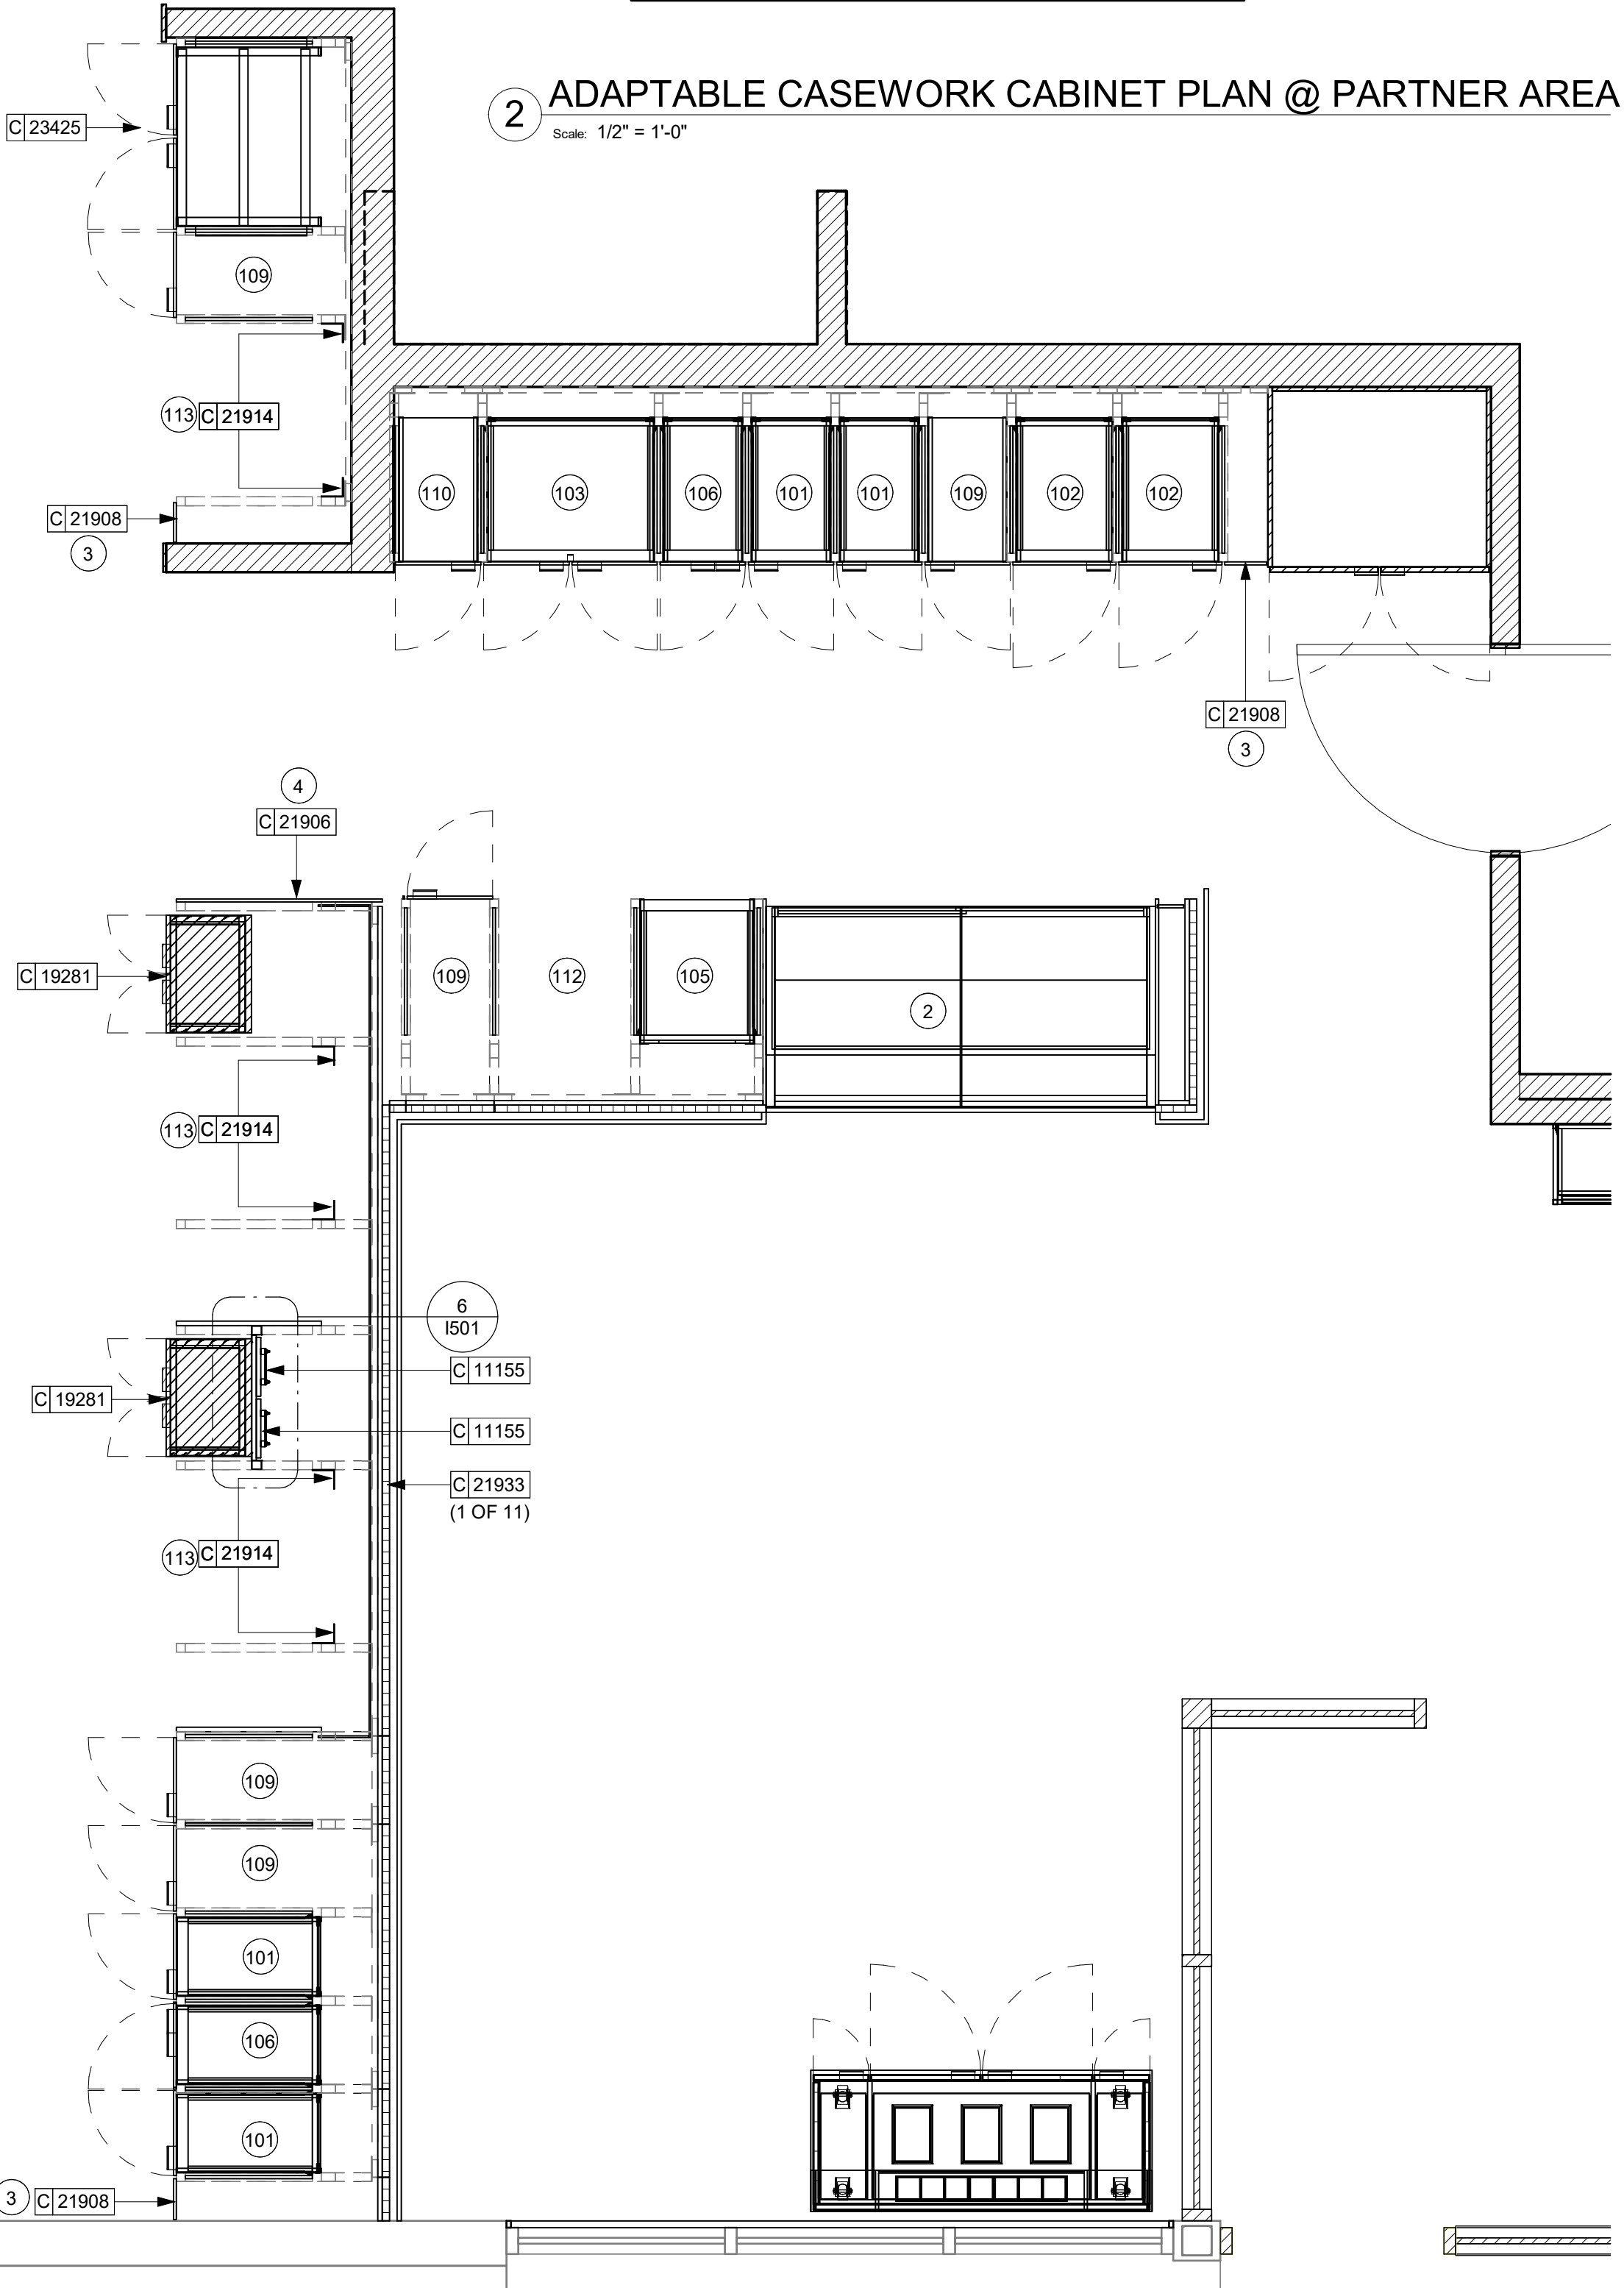 2 ADAPTABLE CASEWORK CABINET PLAN @ PARTNER AREA
Scale: 1/2" = 1'-0"
C 23425
109
113 C 21914
C 21908
3
110 103 106 101 101 109 102 102
C 21908
3
4
C 21906
C 19281
109 112 105
2
113 C 21914
6
I501
C 11155
C 19281
C 11155
C 21933
(1 OF 11)
113 C 21914
109
109
101
106
101
3 C 21908